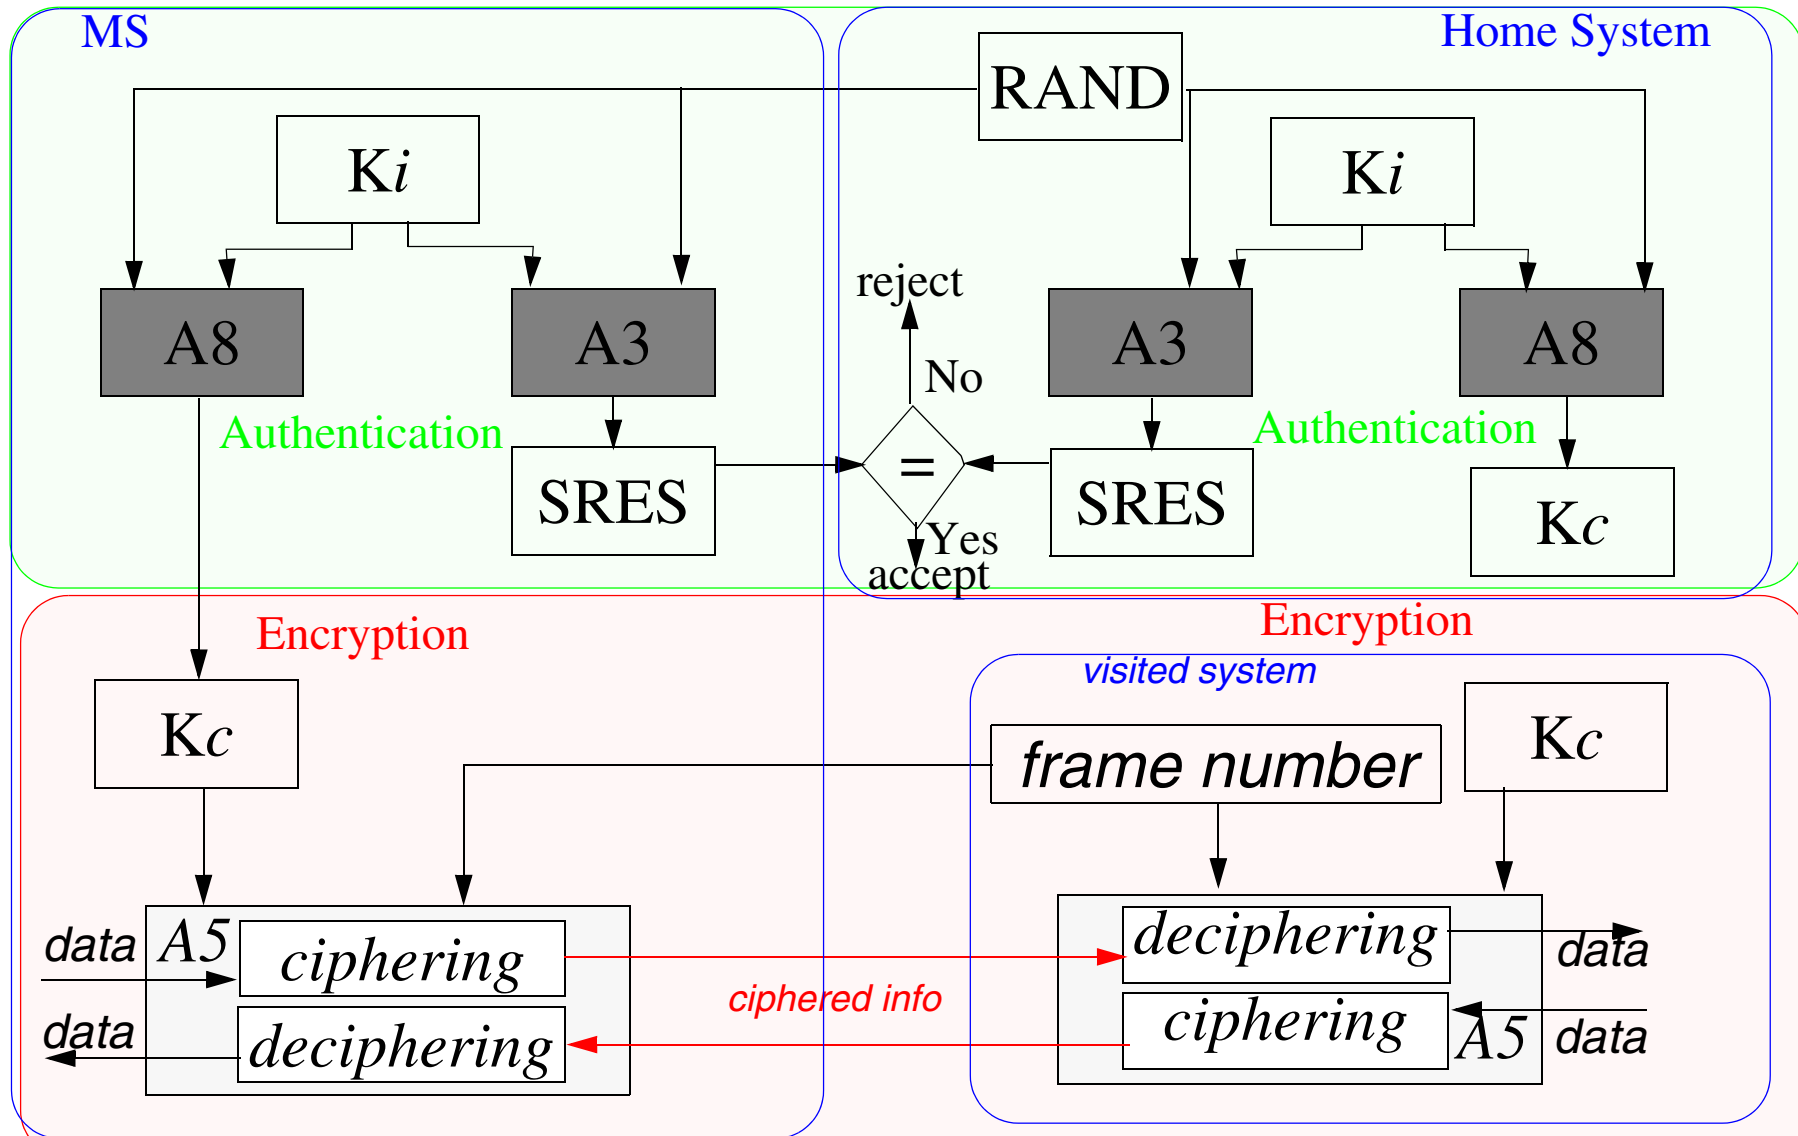 MS
Home System
RAND
Ki
Ki
reject
A8
A3
A3
A8
No
Authentication
Authentication
=
SRES
SRES
Kc
Yes
accept
Encryption
Encryption
visited system
Kc
frame number
Kc
data
A5
ciphering
deciphering
data
ciphered info
data
deciphering
ciphering
A5
data